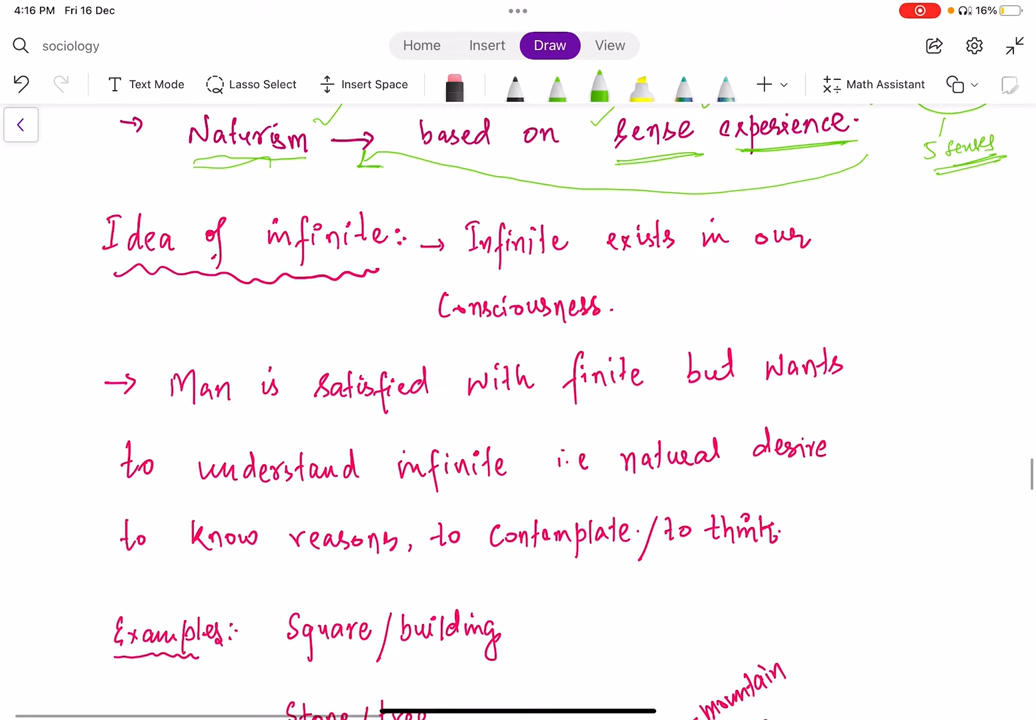 4:16 PM Fri 16 Dec
16%
sociology
Home Insert Draw View
Text Mode Lasso Select Insert Space Math Assistant
→ Naturism → based on sense experience.
5 senses
Idea of infinite:- → Infinite exists in our
Consciousness.
→ Man is satisfied with finite but wants
to understand infinite i.e natural desire
to know reasons, to contemplate./to think.
Examples:- Square/building
Stone/tree
mountain